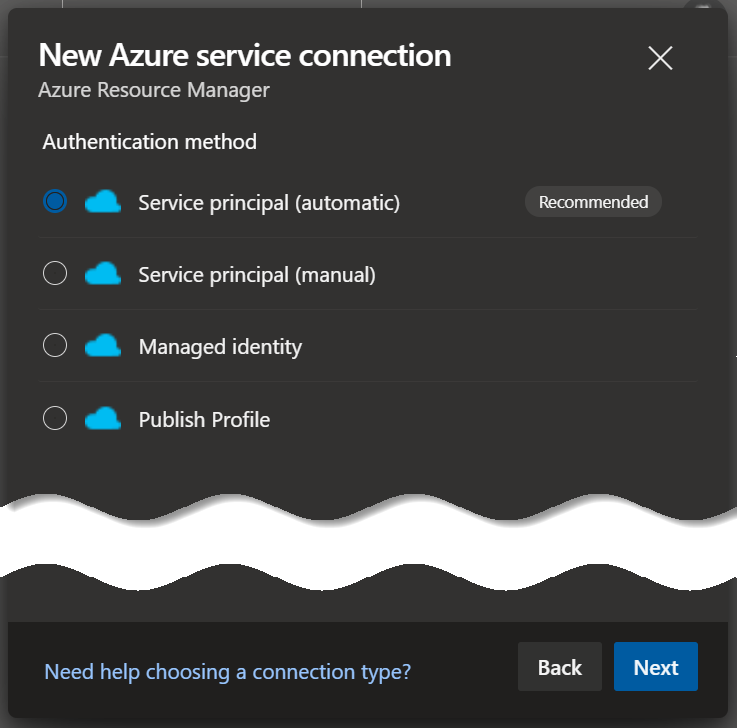 New Azure service connection
Azure Resource Manager
Authentication method
Service principal (automatic)
Recommended
Service principal (manual)
Managed identity
Publish Profile
Need help choosing a connection type?
Back
Next